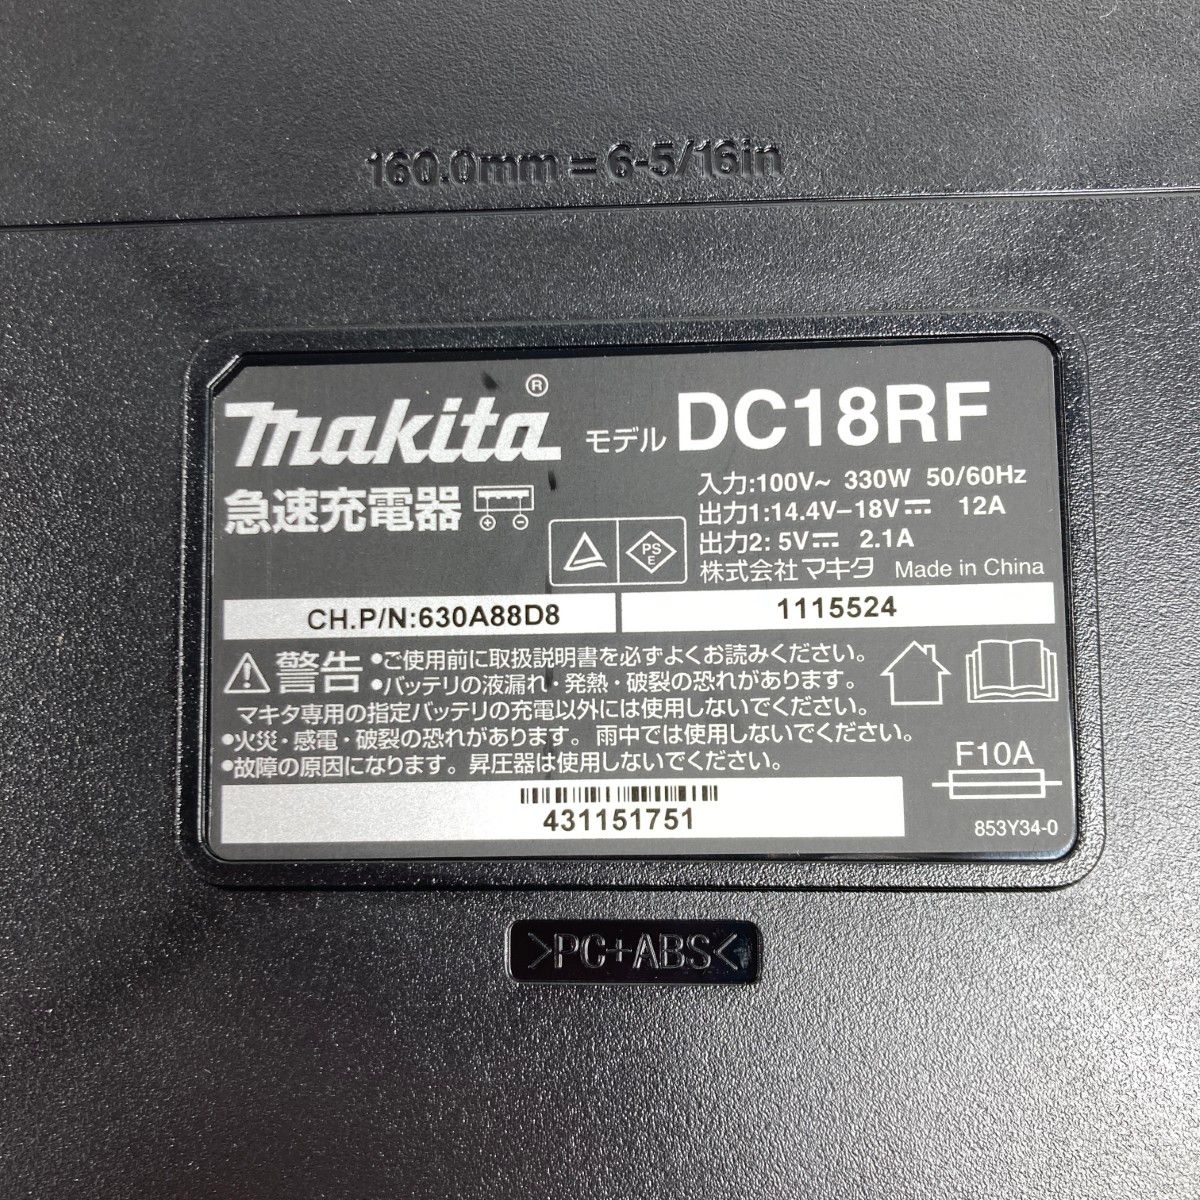 160.0mm=6-5/16in
makita® モデル DC18RF
急速充電器
入力:100V~ 330W 50/60Hz
出力1:14.4V-18V⎓ 12A
出力2:5V⎓ 2.1A
PS
E
株式会社マキタ Made in China
CH.P/N:630A88D8
1115524
警告 •ご使用前に取扱説明書を必ずよくお読みください。
•バッテリの液漏れ・発熱・破裂の恐れがあります。
マキタ専用の指定バッテリの充電以外には使用しないでください。
•火災・感電・破裂の恐れがあります。雨中では使用しないでください。
•故障の原因になります。昇圧器は使用しないでください。
F10A
431151751
853Y34-0
>PC+ABS<